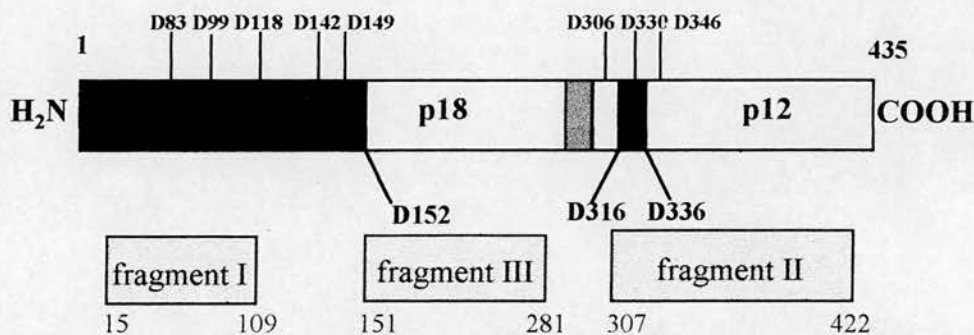 D83 D99 D118 D142 D149 D306 D330 D346
1 435
H₂N p18 p12 COOH
D152 D316 D336
fragment I fragment III fragment II
15 109 151 281 307 422